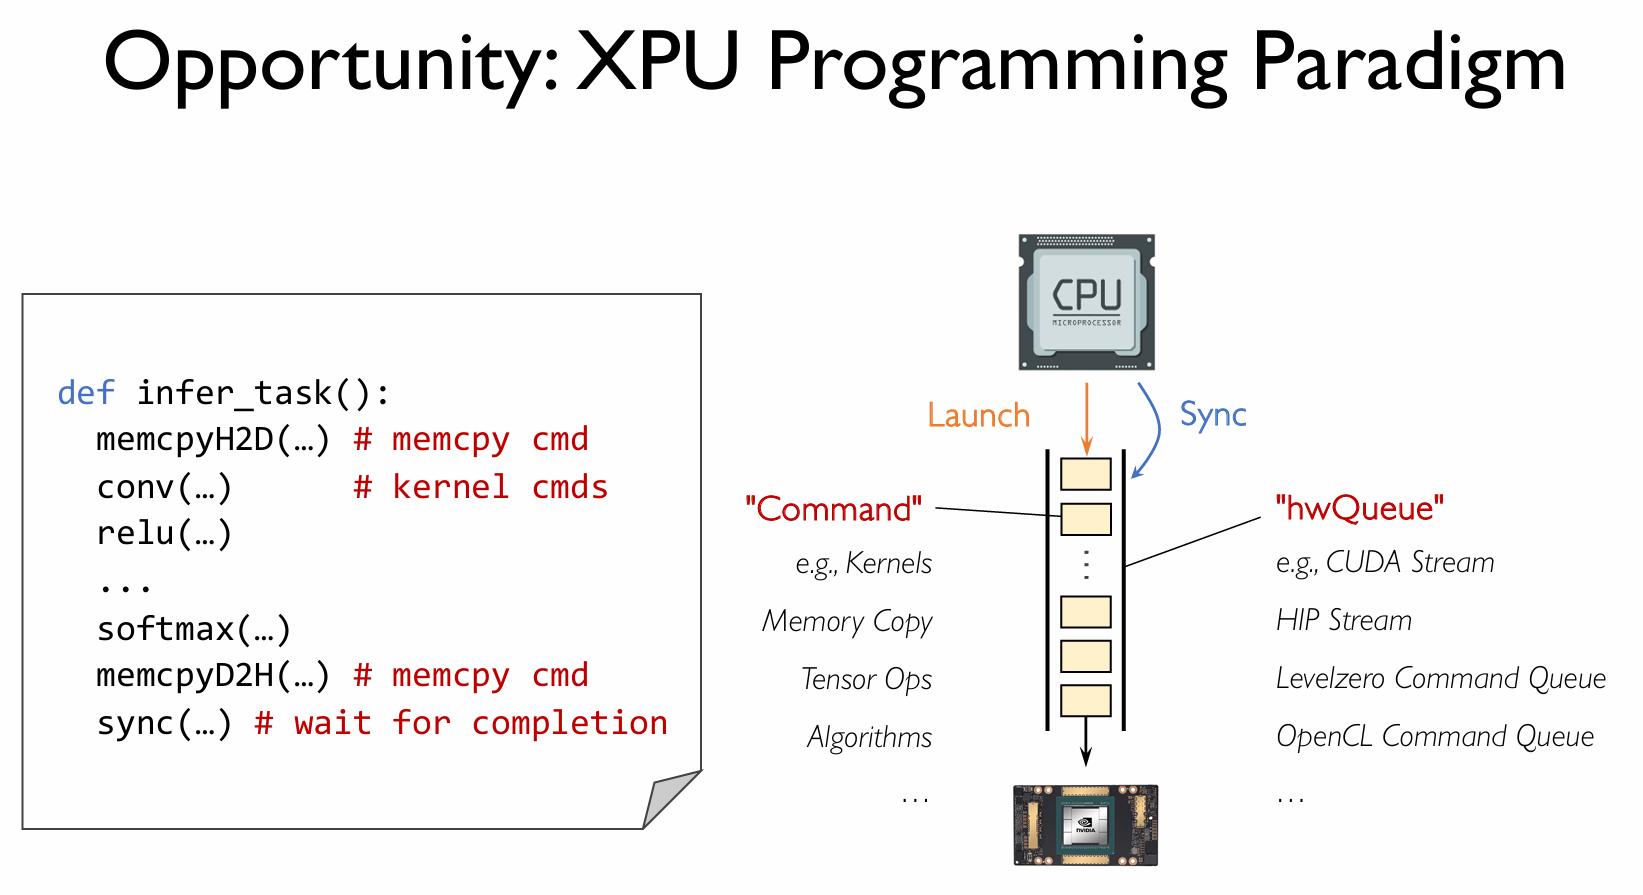 Opportunity: XPU Programming Paradigm
def infer_task():
memcpyH2D(…) # memcpy cmd
conv(…) # kernel cmds
relu(…)
...
softmax(…)
memcpyD2H(…) # memcpy cmd
sync(…) # wait for completion
CPU
MICROPROCESSOR
Launch
Sync
"Command"
e.g., Kernels
Memory Copy
Tensor Ops
Algorithms
…
"hwQueue"
e.g., CUDA Stream
HIP Stream
Levelzero Command Queue
OpenCL Command Queue
…
NVIDIA